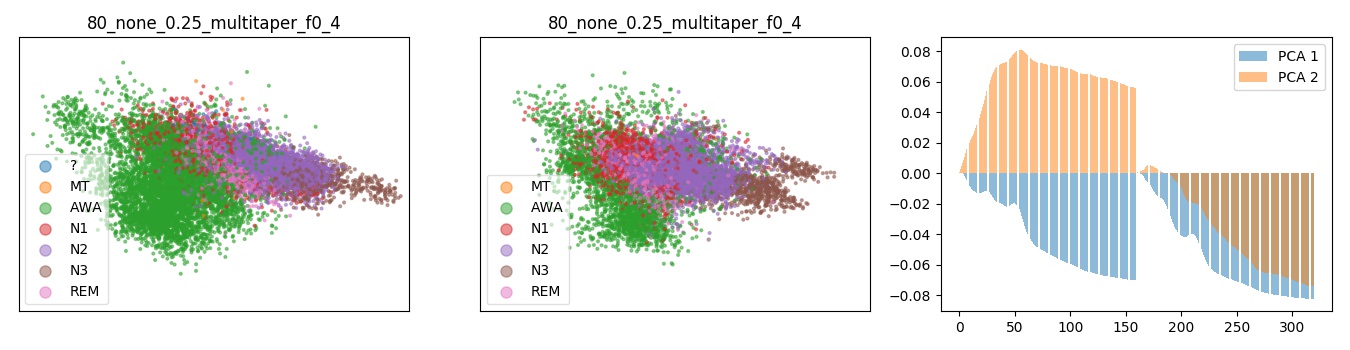 80_none_0.25_multitaper_f0_4
?
MT
AWA
N1
N2
N3
REM
80_none_0.25_multitaper_f0_4
MT
AWA
N1
N2
N3
REM
PCA 1
PCA 2
0.08
0.06
0.04
0.02
0.00
−0.02
−0.04
−0.06
−0.08
0 50 100 150 200 250 300